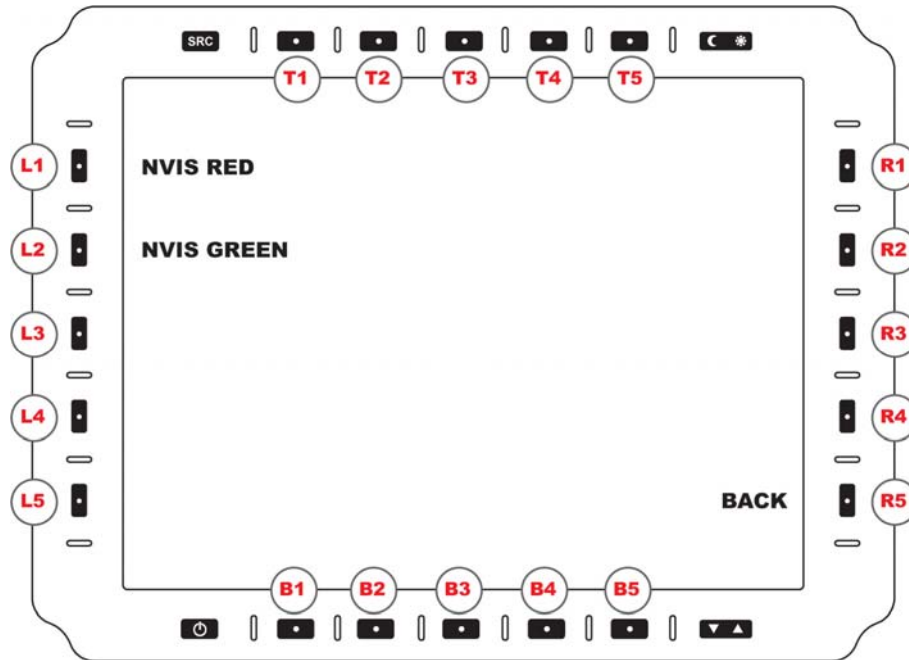 SRC
T1 T2 T3 T4 T5
L1 NVIS RED R1
L2 NVIS GREEN R2
L3 R3
L4 R4
L5 BACK R5
B1 B2 B3 B4 B5